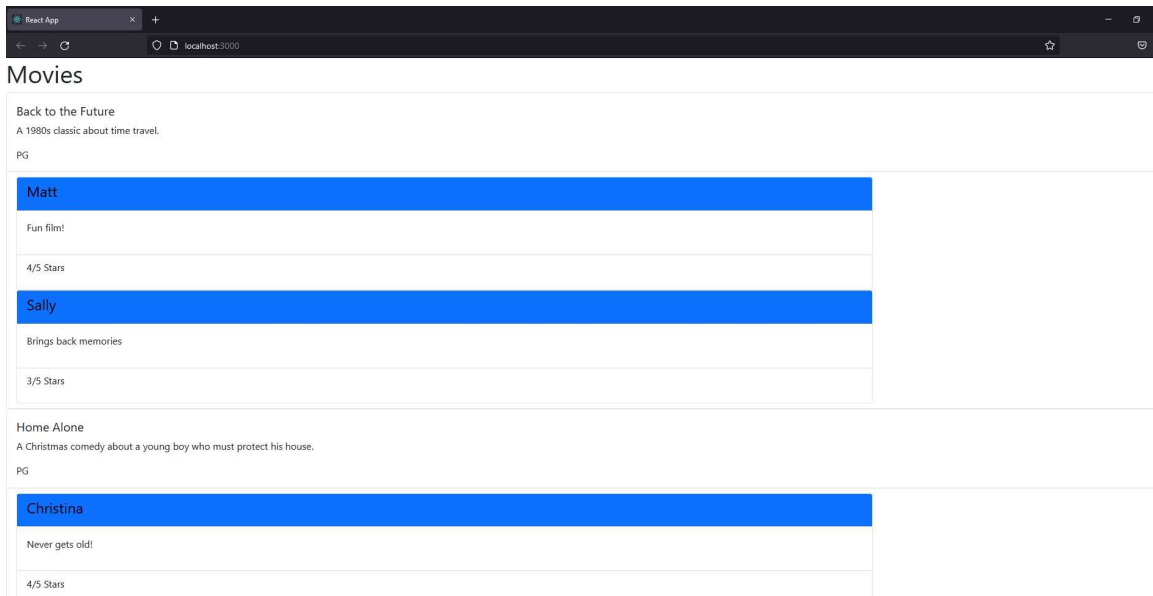 React App
localhost:3000
Movies
Back to the Future
A 1980s classic about time travel.
PG
Matt
Fun film!
4/5 Stars
Sally
Brings back memories
3/5 Stars
Home Alone
A Christmas comedy about a young boy who must protect his house.
PG
Christina
Never gets old!
4/5 Stars